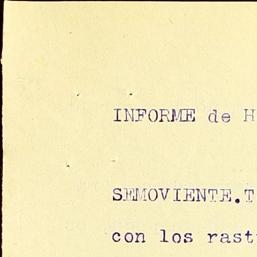 INFORME de H
SEMOVIENTE.T
con los rast